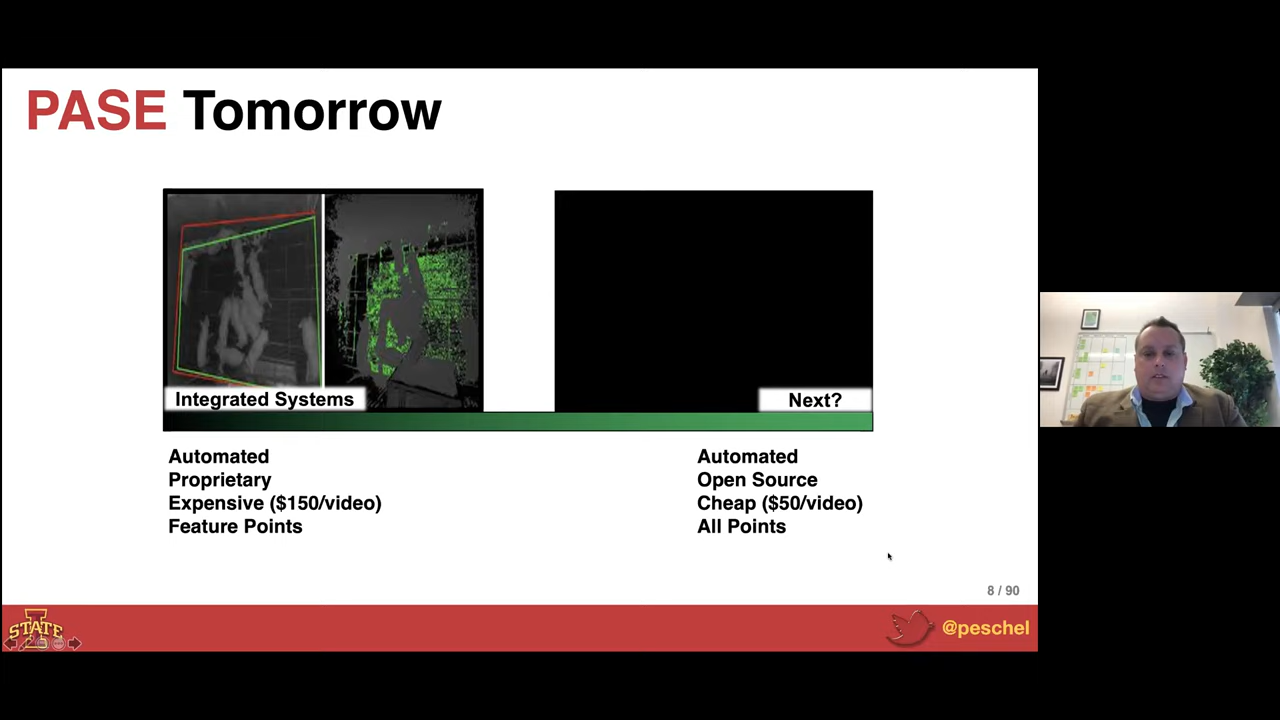 PASE Tomorrow
Integrated Systems
Next?
Automated
Proprietary
Expensive ($150/video)
Feature Points
Automated
Open Source
Cheap ($50/video)
All Points
8 / 90
STATE
@peschel